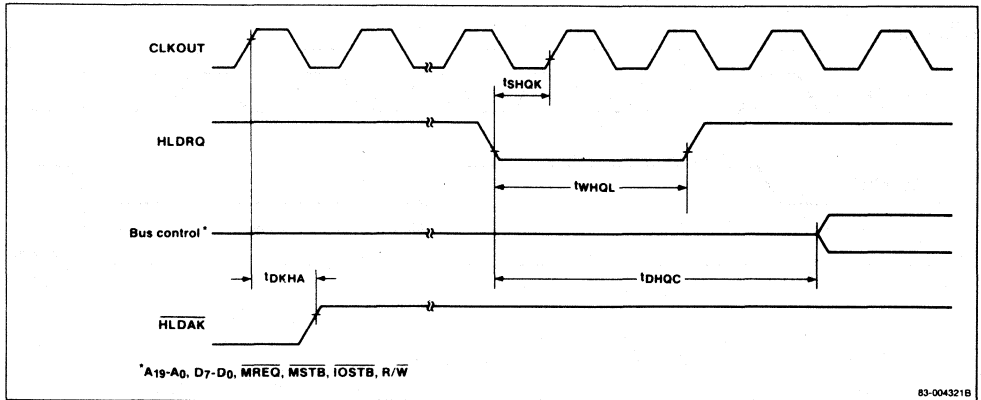 CLKOUT
tSHQK
HLDRQ
tWHQL
Bus control*
tDKHA
tDHQC
HLDAK
*A19-A0, D7-D0, MREQ, MSTB, IOSTB, R/W
83-004321B